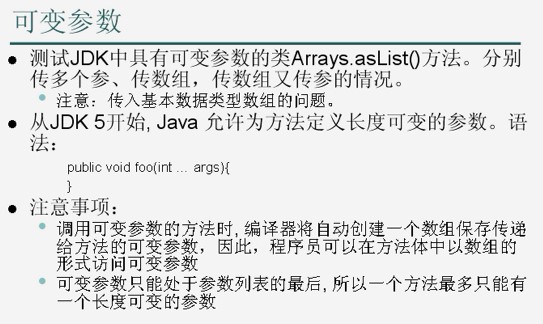 可变参数
测试JDK中具有可变参数的类Arrays.asList()方法。分别
传多个参、传数组，传数组又传参的情况。
注意：传入基本数据类型数组的问题。
从JDK 5开始, Java 允许为方法定义长度可变的参数。语
法：
public void foo(int … args){
}
注意事项：
调用可变参数的方法时, 编译器将自动创建一个数组保存传递
给方法的可变参数，因此，程序员可以在方法体中以数组的
形式访问可变参数
可变参数只能处于参数列表的最后, 所以一个方法最多只能有
一个长度可变的参数